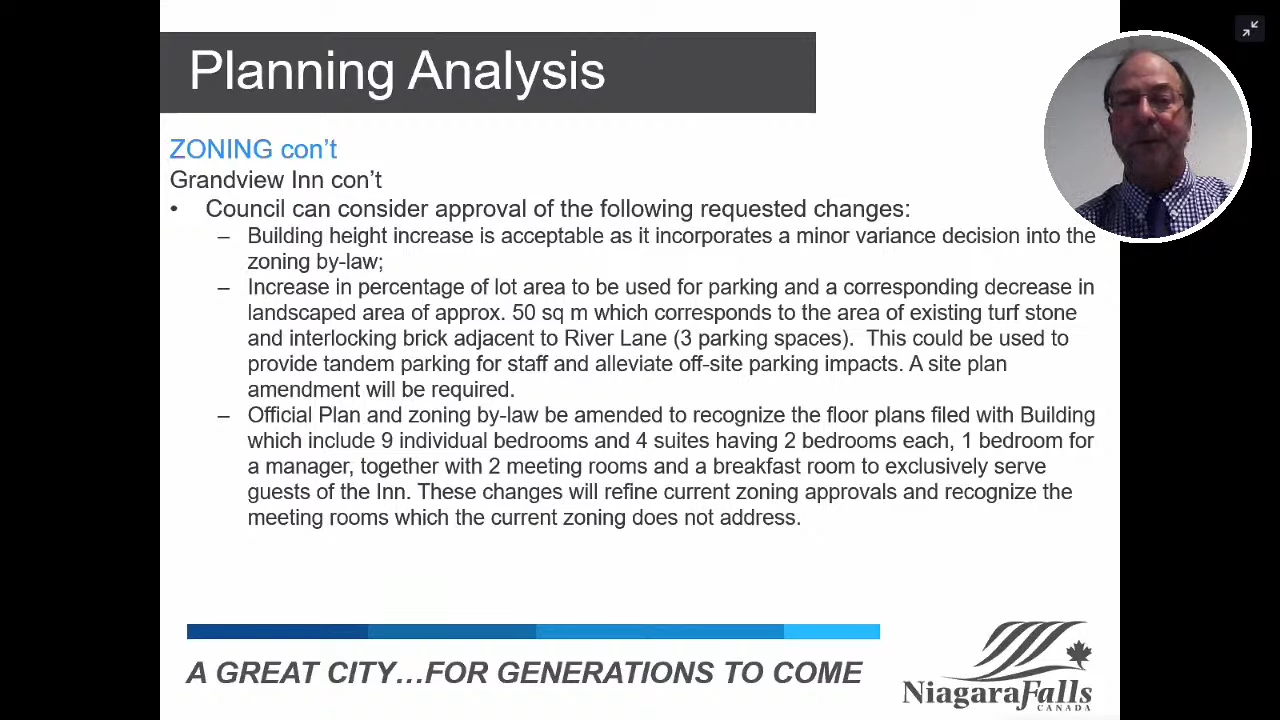 Planning Analysis
ZONING con’t
Grandview Inn con’t
• Council can consider approval of the following requested changes:
– Building height increase is acceptable as it incorporates a minor variance decision into the
zoning by-law;
– Increase in percentage of lot area to be used for parking and a corresponding decrease in
landscaped area of approx. 50 sq m which corresponds to the area of existing turf stone
and interlocking brick adjacent to River Lane (3 parking spaces).  This could be used to
provide tandem parking for staff and alleviate off-site parking impacts. A site plan
amendment will be required.
– Official Plan and zoning by-law be amended to recognize the floor plans filed with Building
which include 9 individual bedrooms and 4 suites having 2 bedrooms each, 1 bedroom for
a manager, together with 2 meeting rooms and a breakfast room to exclusively serve
guests of the Inn. These changes will refine current zoning approvals and recognize the
meeting rooms which the current zoning does not address.
A GREAT CITY…FOR GENERATIONS TO COME
NiagaraFalls
CANADA